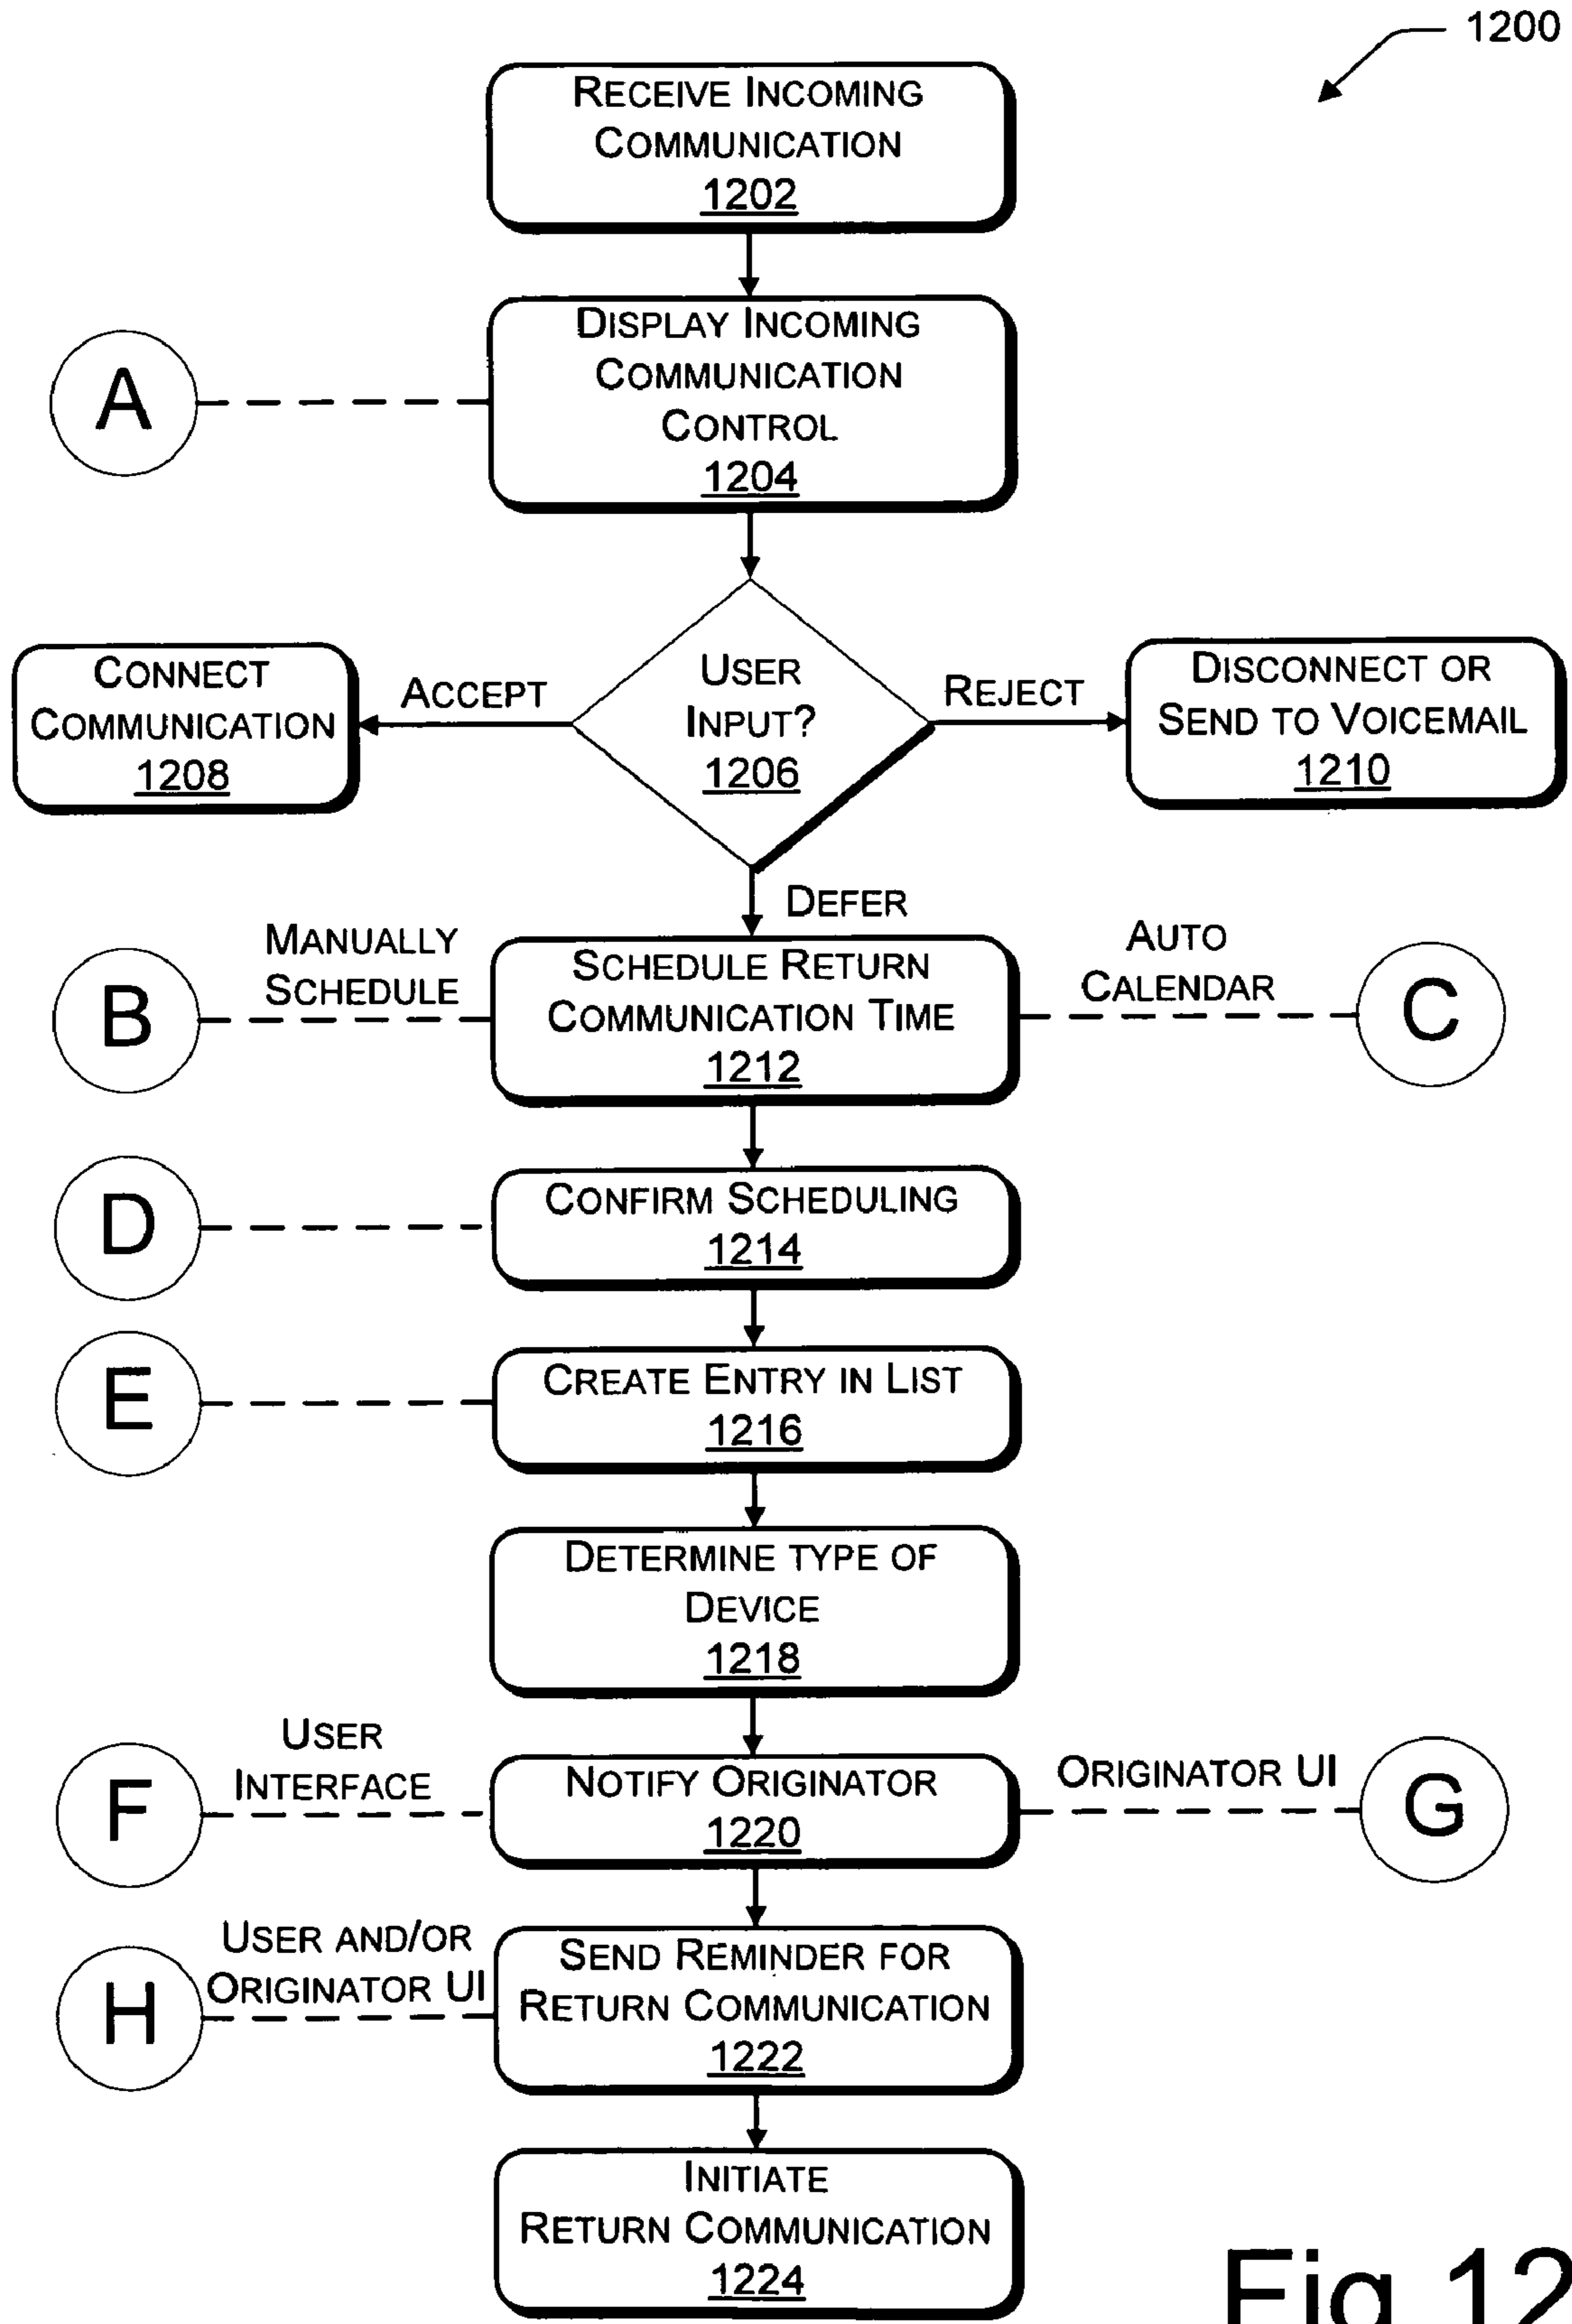 1200
RECEIVE INCOMING
COMMUNICATION
1202
DISPLAY INCOMING
COMMUNICATION
CONTROL
1204
A
USER
INPUT?
1206
ACCEPT
CONNECT
COMMUNICATION
1208
REJECT
DISCONNECT OR
SEND TO VOICEMAIL
1210
DEFER
MANUALLY
SCHEDULE
B
SCHEDULE RETURN
COMMUNICATION TIME
1212
AUTO
CALENDAR
C
D
CONFIRM SCHEDULING
1214
E
CREATE ENTRY IN LIST
1216
DETERMINE TYPE OF
DEVICE
1218
USER
INTERFACE
F
NOTIFY ORIGINATOR
1220
ORIGINATOR UI
G
USER AND/OR
ORIGINATOR UI
H
SEND REMINDER FOR
RETURN COMMUNICATION
1222
INITIATE
RETURN COMMUNICATION
1224
Fig 12